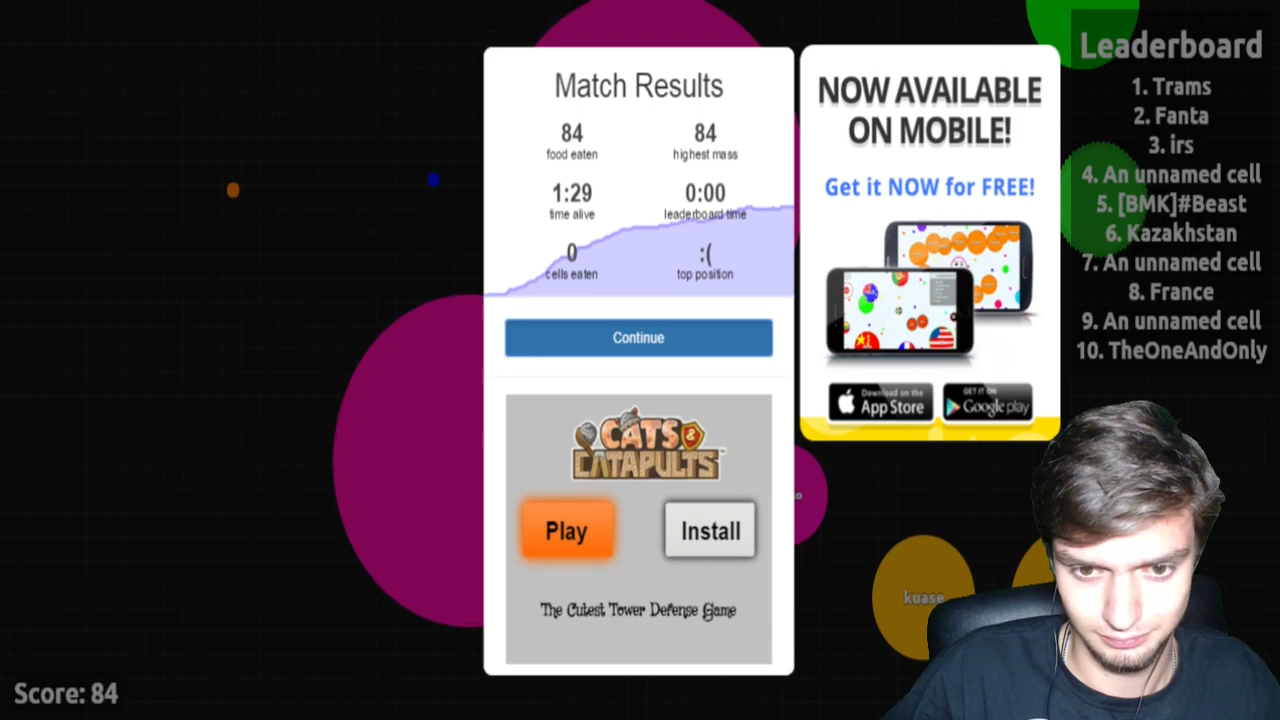 Match Results
84
food eaten
84
highest mass
1:29
time alive
0:00
leaderboard time
0
cells eaten
:(
top position
Continue
CATS &
CATAPULTS
Play
Install
The Cutest Tower Defense Game
NOW AVAILABLE
ON MOBILE!
Get it NOW for FREE!
Download on the
App Store
GET IT ON
Google play
Leaderboard
1. Trams
2. Fanta
3. irs
4. An unnamed cell
5. [BMK]#Beast
6. Kazakhstan
7. An unnamed cell
8. France
9. An unnamed cell
10. TheOneAndOnly
kuase
Score: 84